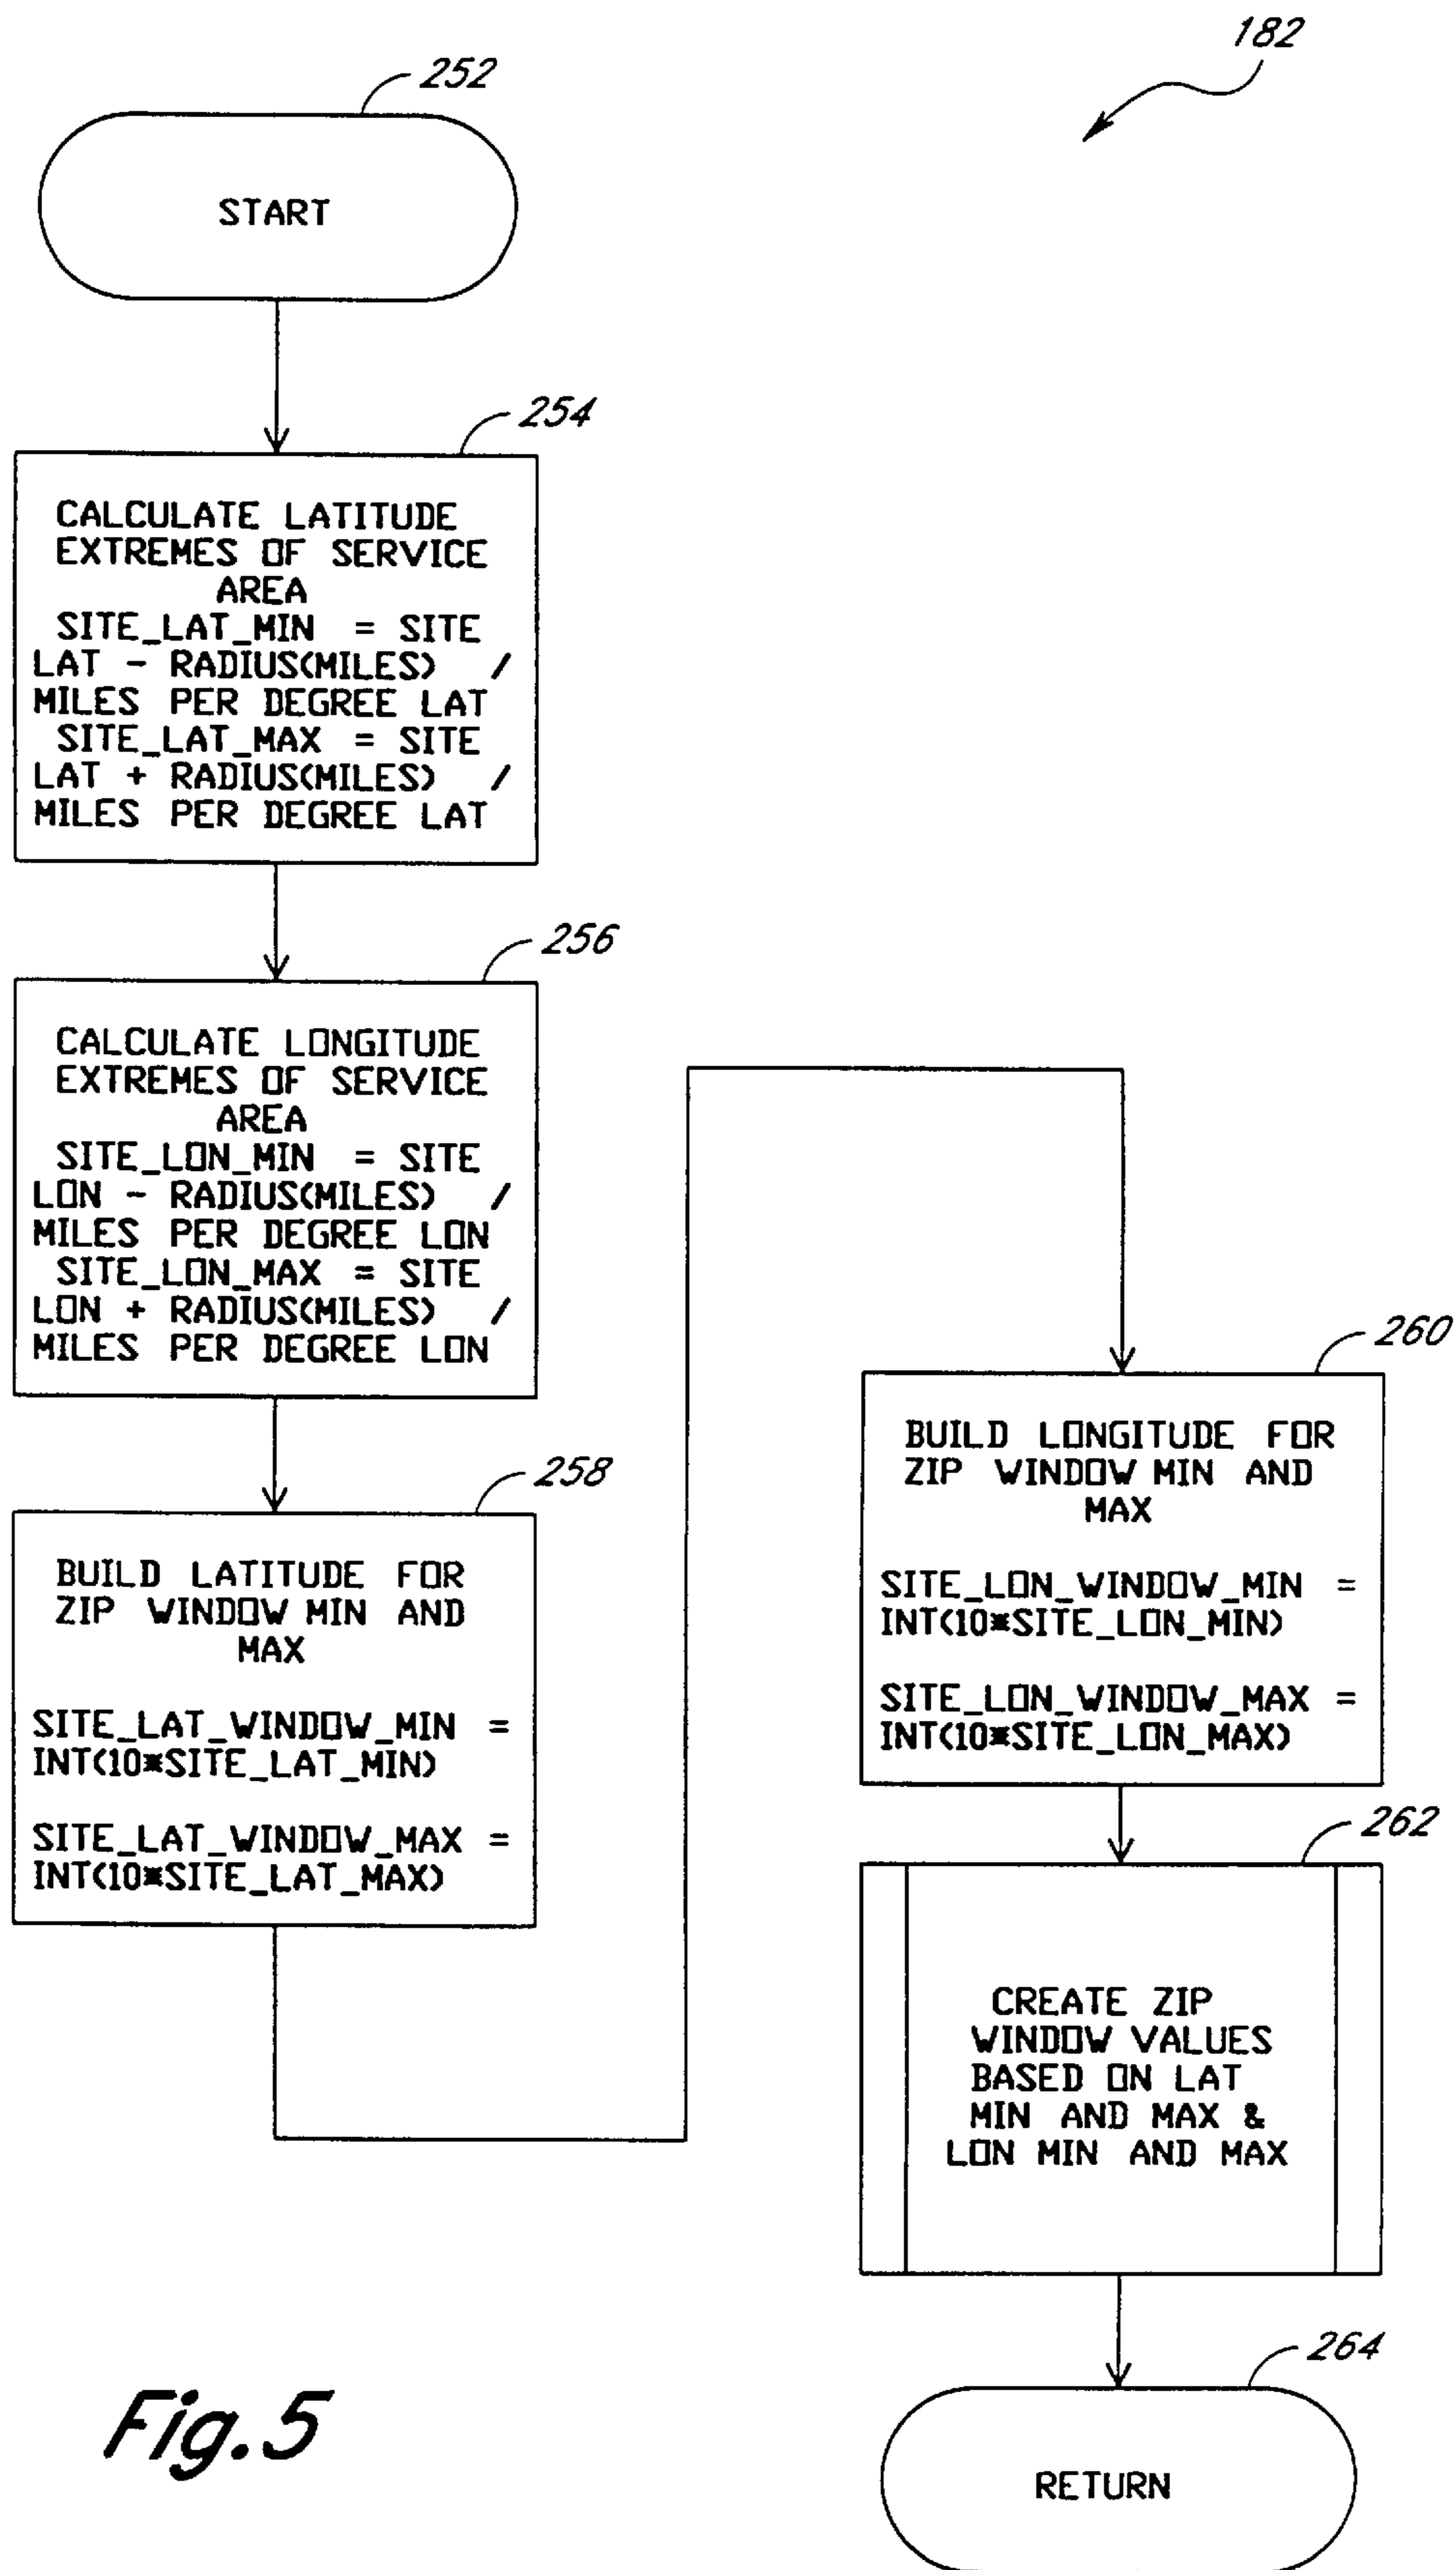 182
252
START
254
CALCULATE LATITUDE
EXTREMES OF SERVICE
AREA
SITE_LAT_MIN = SITE
LAT - RADIUS(MILES) /
MILES PER DEGREE LAT
SITE_LAT_MAX = SITE
LAT + RADIUS(MILES) /
MILES PER DEGREE LAT
256
CALCULATE LONGITUDE
EXTREMES OF SERVICE
AREA
SITE_LON_MIN = SITE
LON - RADIUS(MILES) /
MILES PER DEGREE LON
SITE_LON_MAX = SITE
LON + RADIUS(MILES) /
MILES PER DEGREE LON
258
BUILD LATITUDE FOR
ZIP WINDOW MIN AND
MAX
SITE_LAT_WINDOW_MIN =
INT(10*SITE_LAT_MIN)
SITE_LAT_WINDOW_MAX =
INT(10*SITE_LAT_MAX)
260
BUILD LONGITUDE FOR
ZIP WINDOW MIN AND
MAX
SITE_LON_WINDOW_MIN =
INT(10*SITE_LON_MIN)
SITE_LON_WINDOW_MAX =
INT(10*SITE_LON_MAX)
262
CREATE ZIP
WINDOW VALUES
BASED ON LAT
MIN AND MAX &
LON MIN AND MAX
264
RETURN
Fig. 5